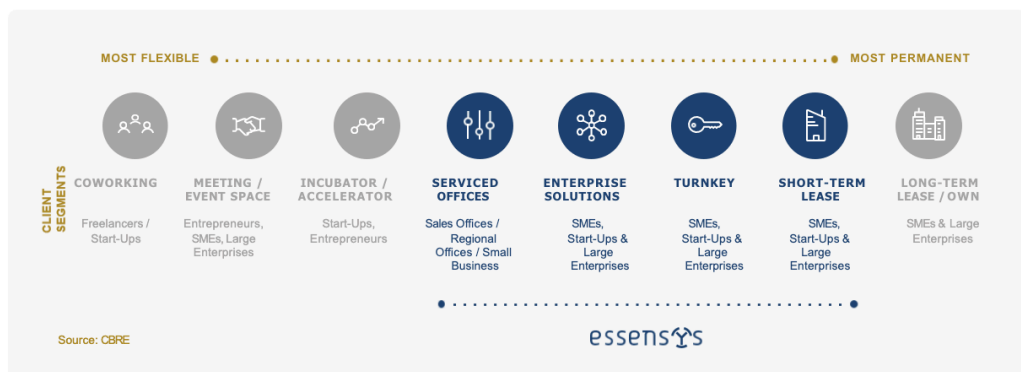 MOST FLEXIBLE
MOST PERMANENT
CLIENT
SEGMENTS
COWORKING
Freelancers /
Start-Ups
MEETING /
EVENT SPACE
Entrepreneurs,
SMEs, Large
Enterprises
INCUBATOR /
ACCELERATOR
Start-Ups,
Entrepreneurs
SERVICED
OFFICES
Sales Offices /
Regional
Offices / Small
Business
ENTERPRISE
SOLUTIONS
SMEs,
Start-Ups &
Large
Enterprises
TURNKEY
SMEs,
Start-Ups &
Large
Enterprises
SHORT-TERM
LEASE
SMEs,
Start-Ups &
Large
Enterprises
LONG-TERM
LEASE / OWN
SMEs & Large
Enterprises
essensys
Source: CBRE